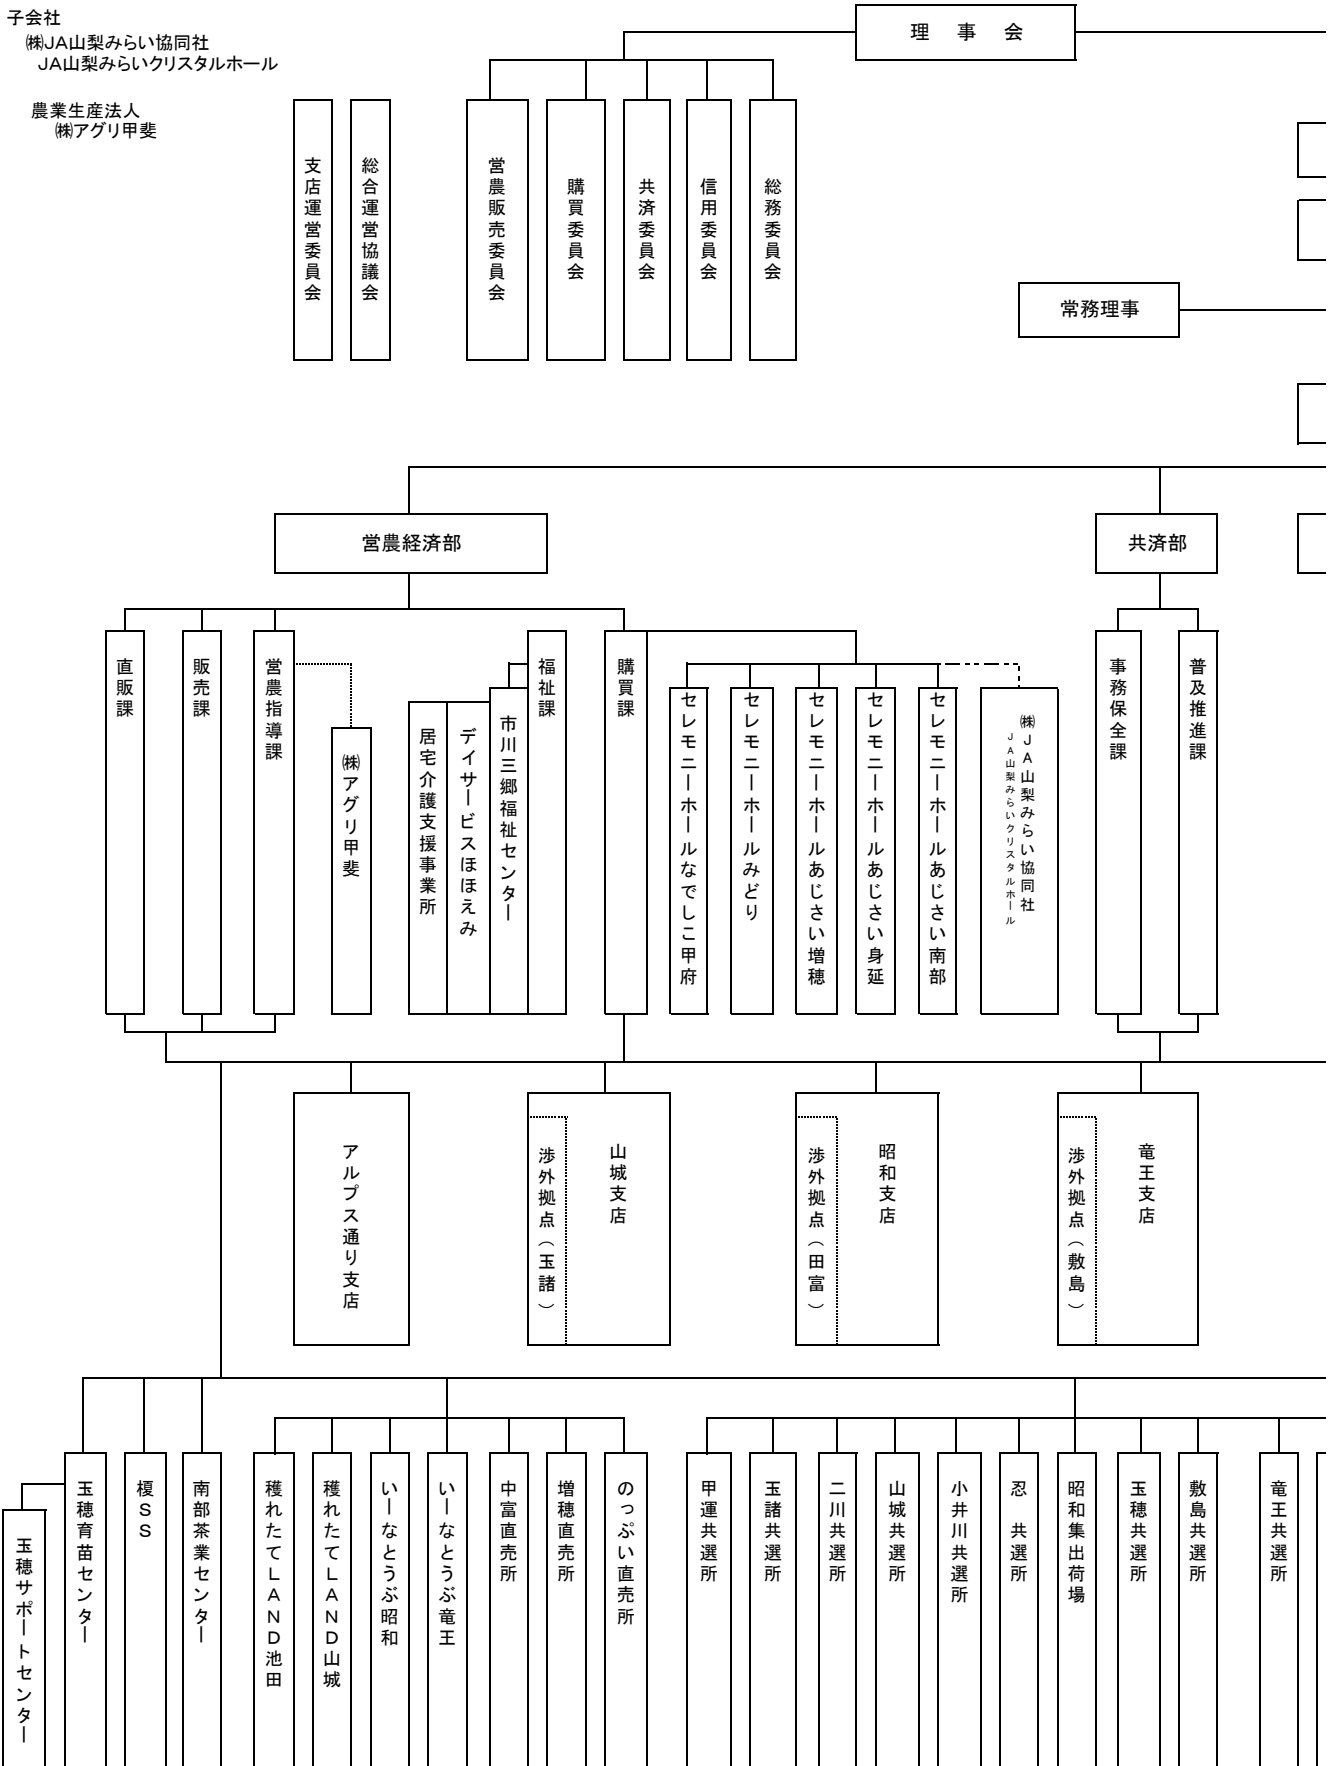 子会社
㈱JA山梨みらい協同社
JA山梨みらいクリスタルホール
農業生産法人
㈱アグリ甲斐
理　事　会
支店運営委員会
総合運営協議会
営農販売委員会
購買委員会
共済委員会
信用委員会
総務委員会
常務理事
営農経済部
共済部
直販課
販売課
営農指導課
㈱アグリ甲斐
居宅介護支援事業所
デイサービスほほえみ
市川三郷福祉センター
福祉課
購買課
セレモニーホールなでしこ甲府
セレモニーホールみどり
セレモニーホールあじさい増穂
セレモニーホールあじさい身延
セレモニーホールあじさい南部
㈱JA山梨みらい協同社
JA山梨みらいクリスタルホール
事務保全課
普及推進課
アルプス通り支店
渉外拠点（玉諸）
山城支店
渉外拠点（田富）
昭和支店
渉外拠点（敷島）
竜王支店
玉穂サポートセンター
玉穂育苗センター
榎SS
南部茶業センター
穫れたてLAND池田
穫れたてLAND山城
いーなとうぶ昭和
いーなとうぶ竜王
中富直売所
増穂直売所
のっぷい直売所
甲運共選所
玉諸共選所
二川共選所
山城共選所
小井川共選所
忍　共選所
昭和集出荷場
玉穂共選所
敷島共選所
竜王共選所